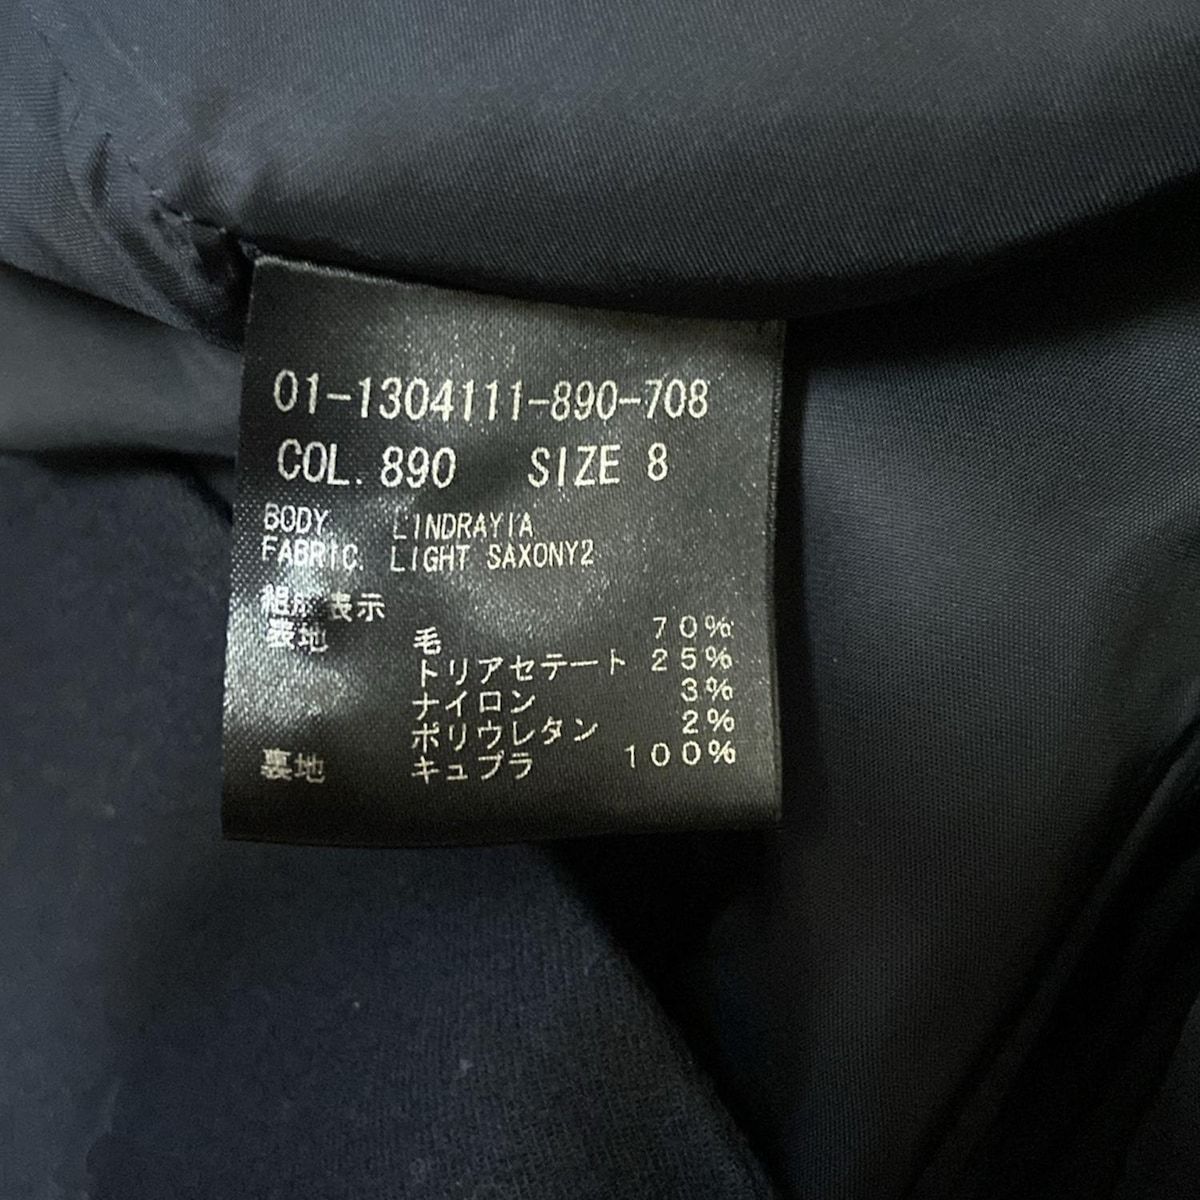 01-1304111-890-708
COL. 890 SIZE 8
BODY. LINDRAYIA
FABRIC. LIGHT SAXONY2
組成表示
表地 毛 70%
トリアセテート 25%
ナイロン 3%
ポリウレタン 2%
裏地 キュプラ 100%